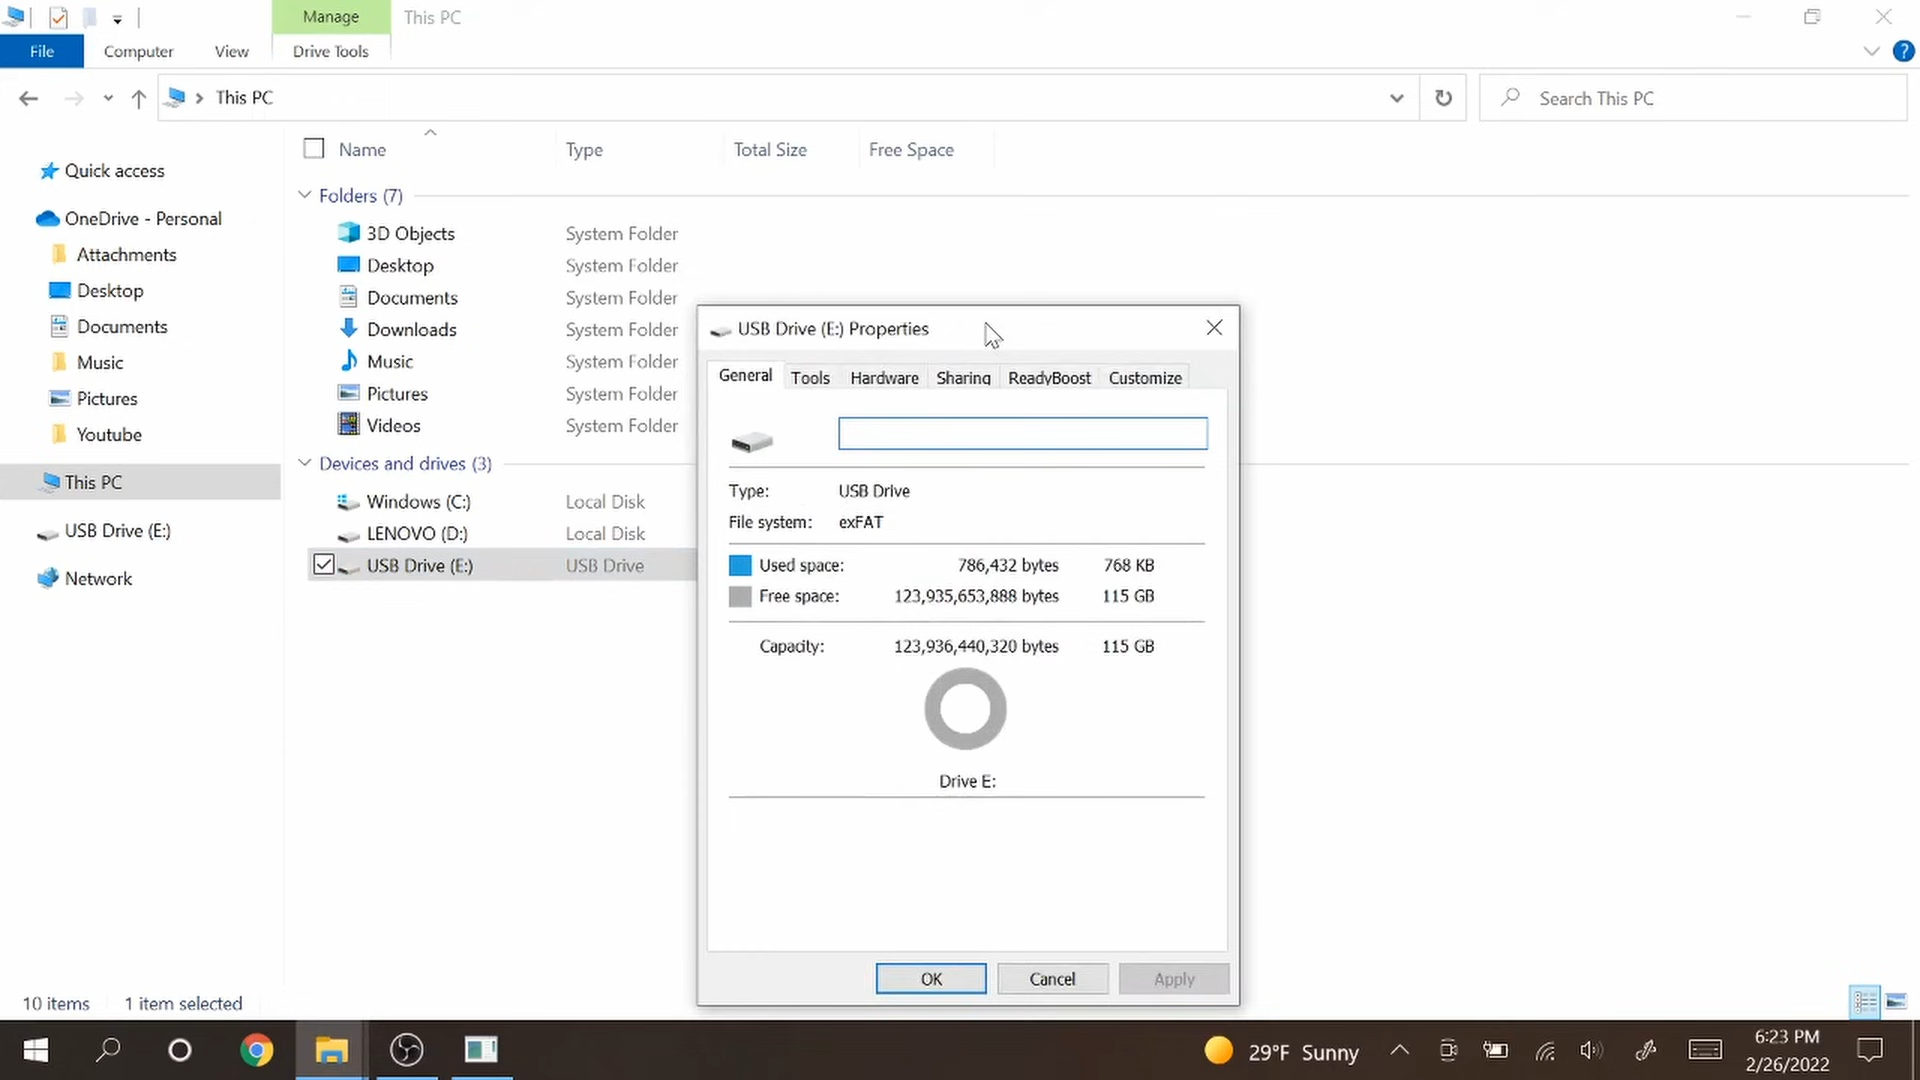 Manage
This PC
File
Computer
View
Drive Tools
?
This PC
Search This PC
Name
Type
Total Size
Free Space
Quick access
OneDrive - Personal
Attachments
Desktop
Documents
Music
Pictures
Youtube
This PC
USB Drive (E:)
Network
Folders (7)
3D Objects System Folder
Desktop System Folder
Documents System Folder
Downloads System Folder
Music System Folder
Pictures System Folder
Videos System Folder
Devices and drives (3)
Windows (C:) Local Disk
LENOVO (D:) Local Disk
USB Drive (E:) USB Drive
USB Drive (E:) Properties
General Tools Hardware Sharing ReadyBoost Customize
Type: USB Drive
File system: exFAT
Used space: 786,432 bytes 768 KB
Free space: 123,935,653,888 bytes 115 GB
Capacity: 123,936,440,320 bytes 115 GB
Drive E:
OK Cancel Apply
10 items 1 item selected
29°F Sunny
6:23 PM
2/26/2022